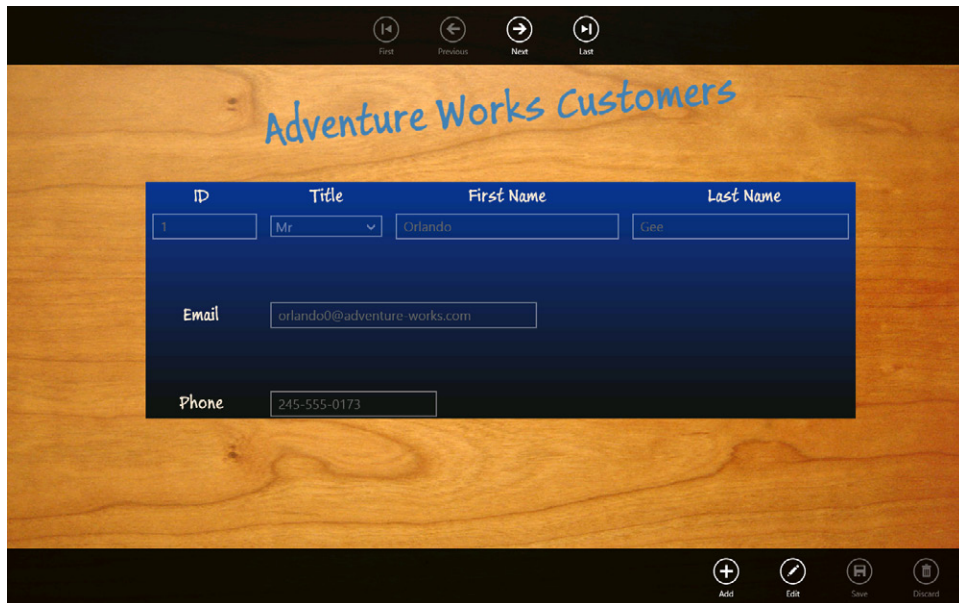 First Previous Next Last
Adventure Works Customers
ID Title First Name Last Name
1 Mr Orlando Gee
Email orlando0@adventure-works.com
Phone 245-555-0173
Add Edit Save Discard